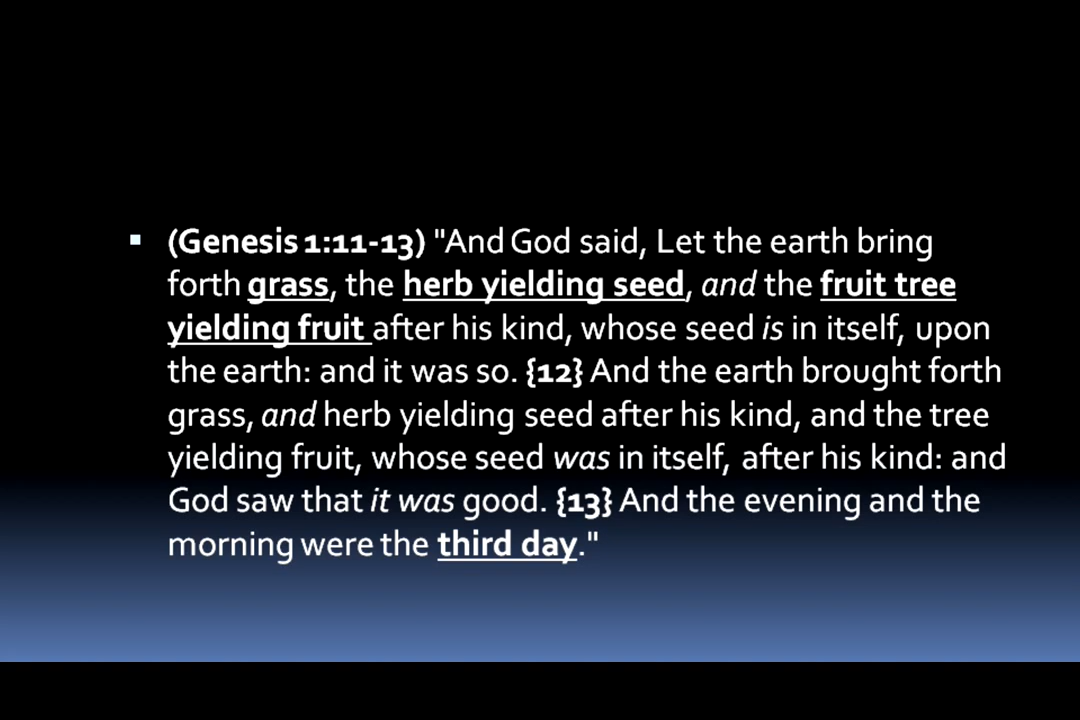 (Genesis 1:11-13) "And God said, Let the earth bring
forth grass, the herb yielding seed, and the fruit tree
yielding fruit after his kind, whose seed is in itself, upon
the earth: and it was so. {12} And the earth brought forth
grass, and herb yielding seed after his kind, and the tree
yielding fruit, whose seed was in itself, after his kind: and
God saw that it was good. {13} And the evening and the
morning were the third day."